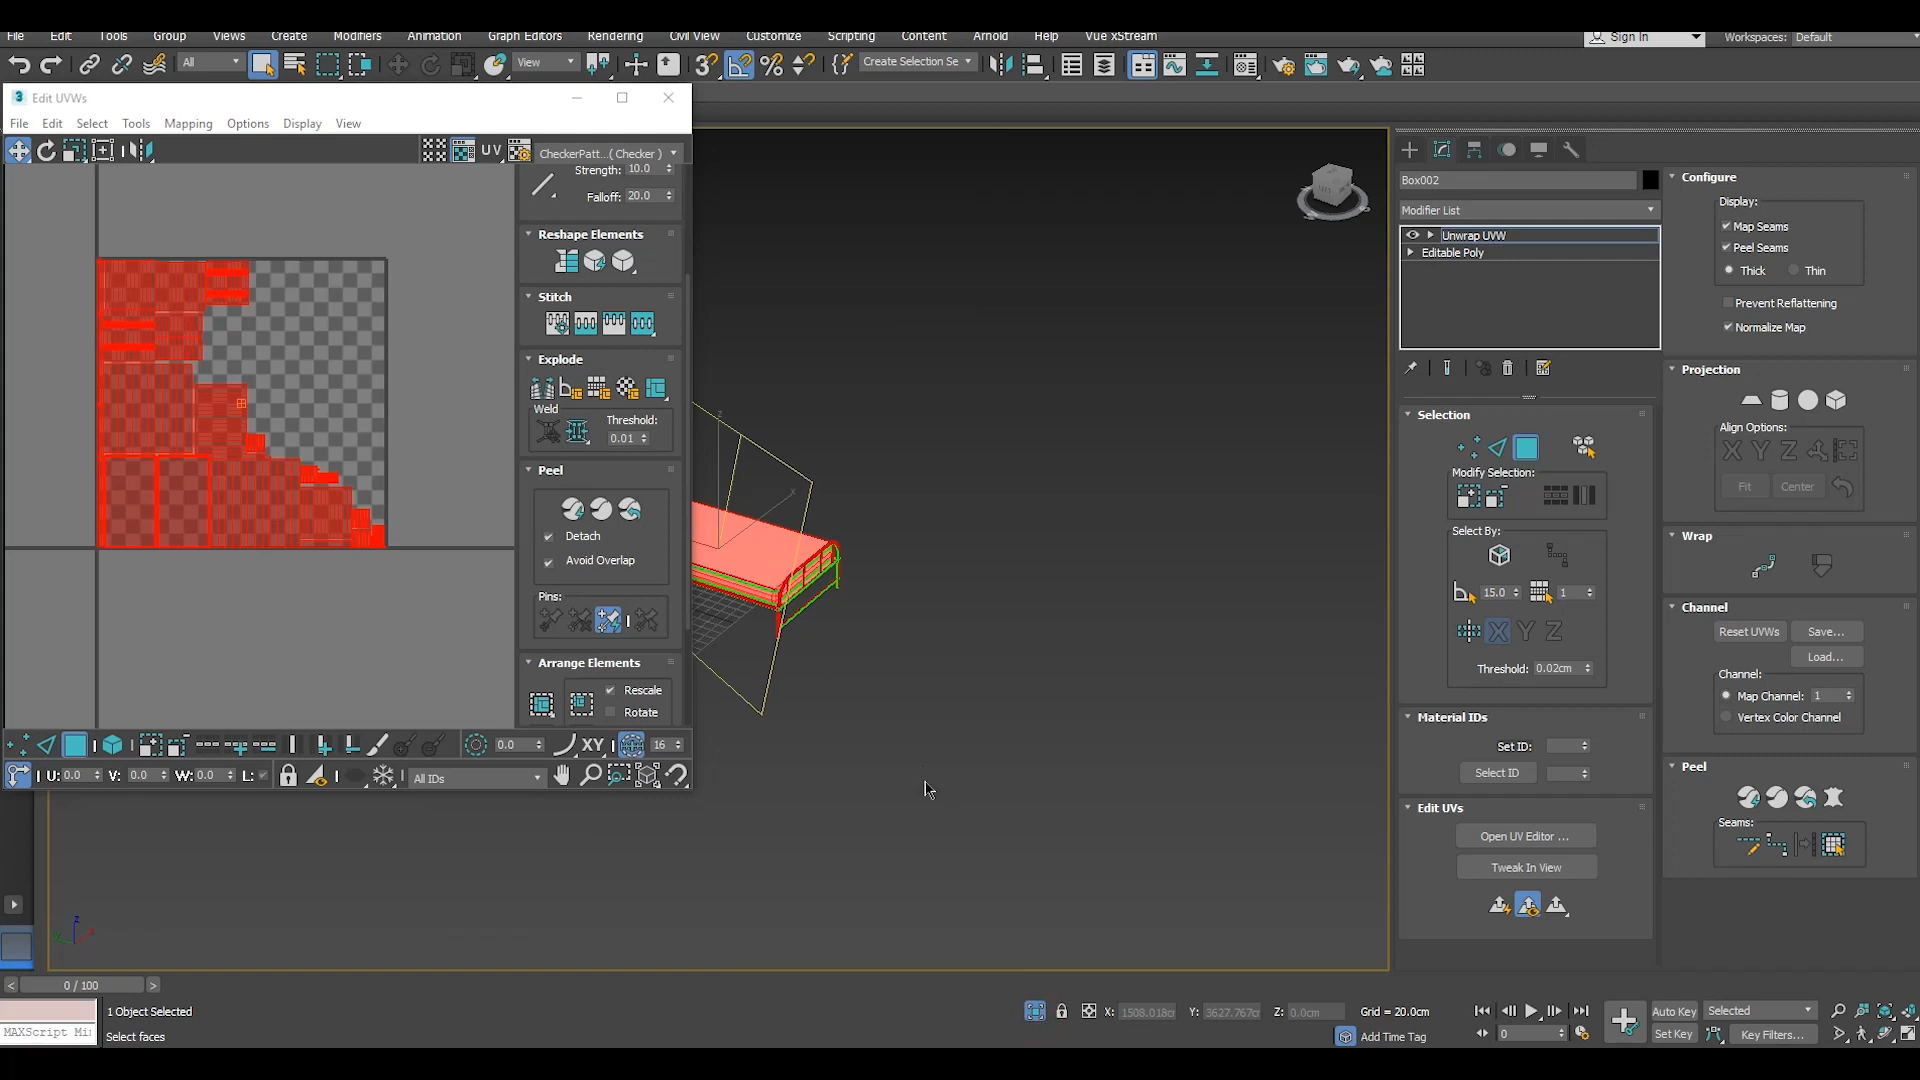 File Edit Tools Group Views Create Modifiers Animation Graph Editors Rendering Civil View Customize Scripting Content Arnold Help Vue xStream
Sign In
Workspaces: Default
All
View
Create Selection Se
3 Edit UVWs
File Edit Select Tools Mapping Options Display View
UV
CheckerPatt...( Checker )
Strength: 10.0
Falloff: 20.0
Reshape Elements
Stitch
Explode
Weld
Threshold:
0.01
Peel
Detach
Avoid Overlap
Pins:
Arrange Elements
Rescale
Rotate
0.0
XY
16
U: 0.0 V: 0.0 W: 0.0 L:
All IDs
z
x
Box002
Modifier List
Unwrap UVW
Editable Poly
Selection
Modify Selection:
Select By:
15.0
1
X Y Z
Threshold: 0.02cm
Material IDs
Set ID:
Select ID
Edit UVs
Open UV Editor ...
Tweak In View
Configure
Display:
Map Seams
Peel Seams
Thick
Thin
Prevent Reflattening
Normalize Map
Projection
Align Options:
X Y Z
Fit
Center
Wrap
Channel
Reset UVWs
Save...
Load...
Channel:
Map Channel: 1
Vertex Color Channel
Peel
Seams:
z
< 0 / 100 >
1 Object Selected
MAXScript Mi
Select faces
X: 1508.018c
Y: 3627.767c
Z: 0.0cm
Grid = 20.0cm
Add Time Tag
0
Auto Key
Selected
Set Key
Key Filters...